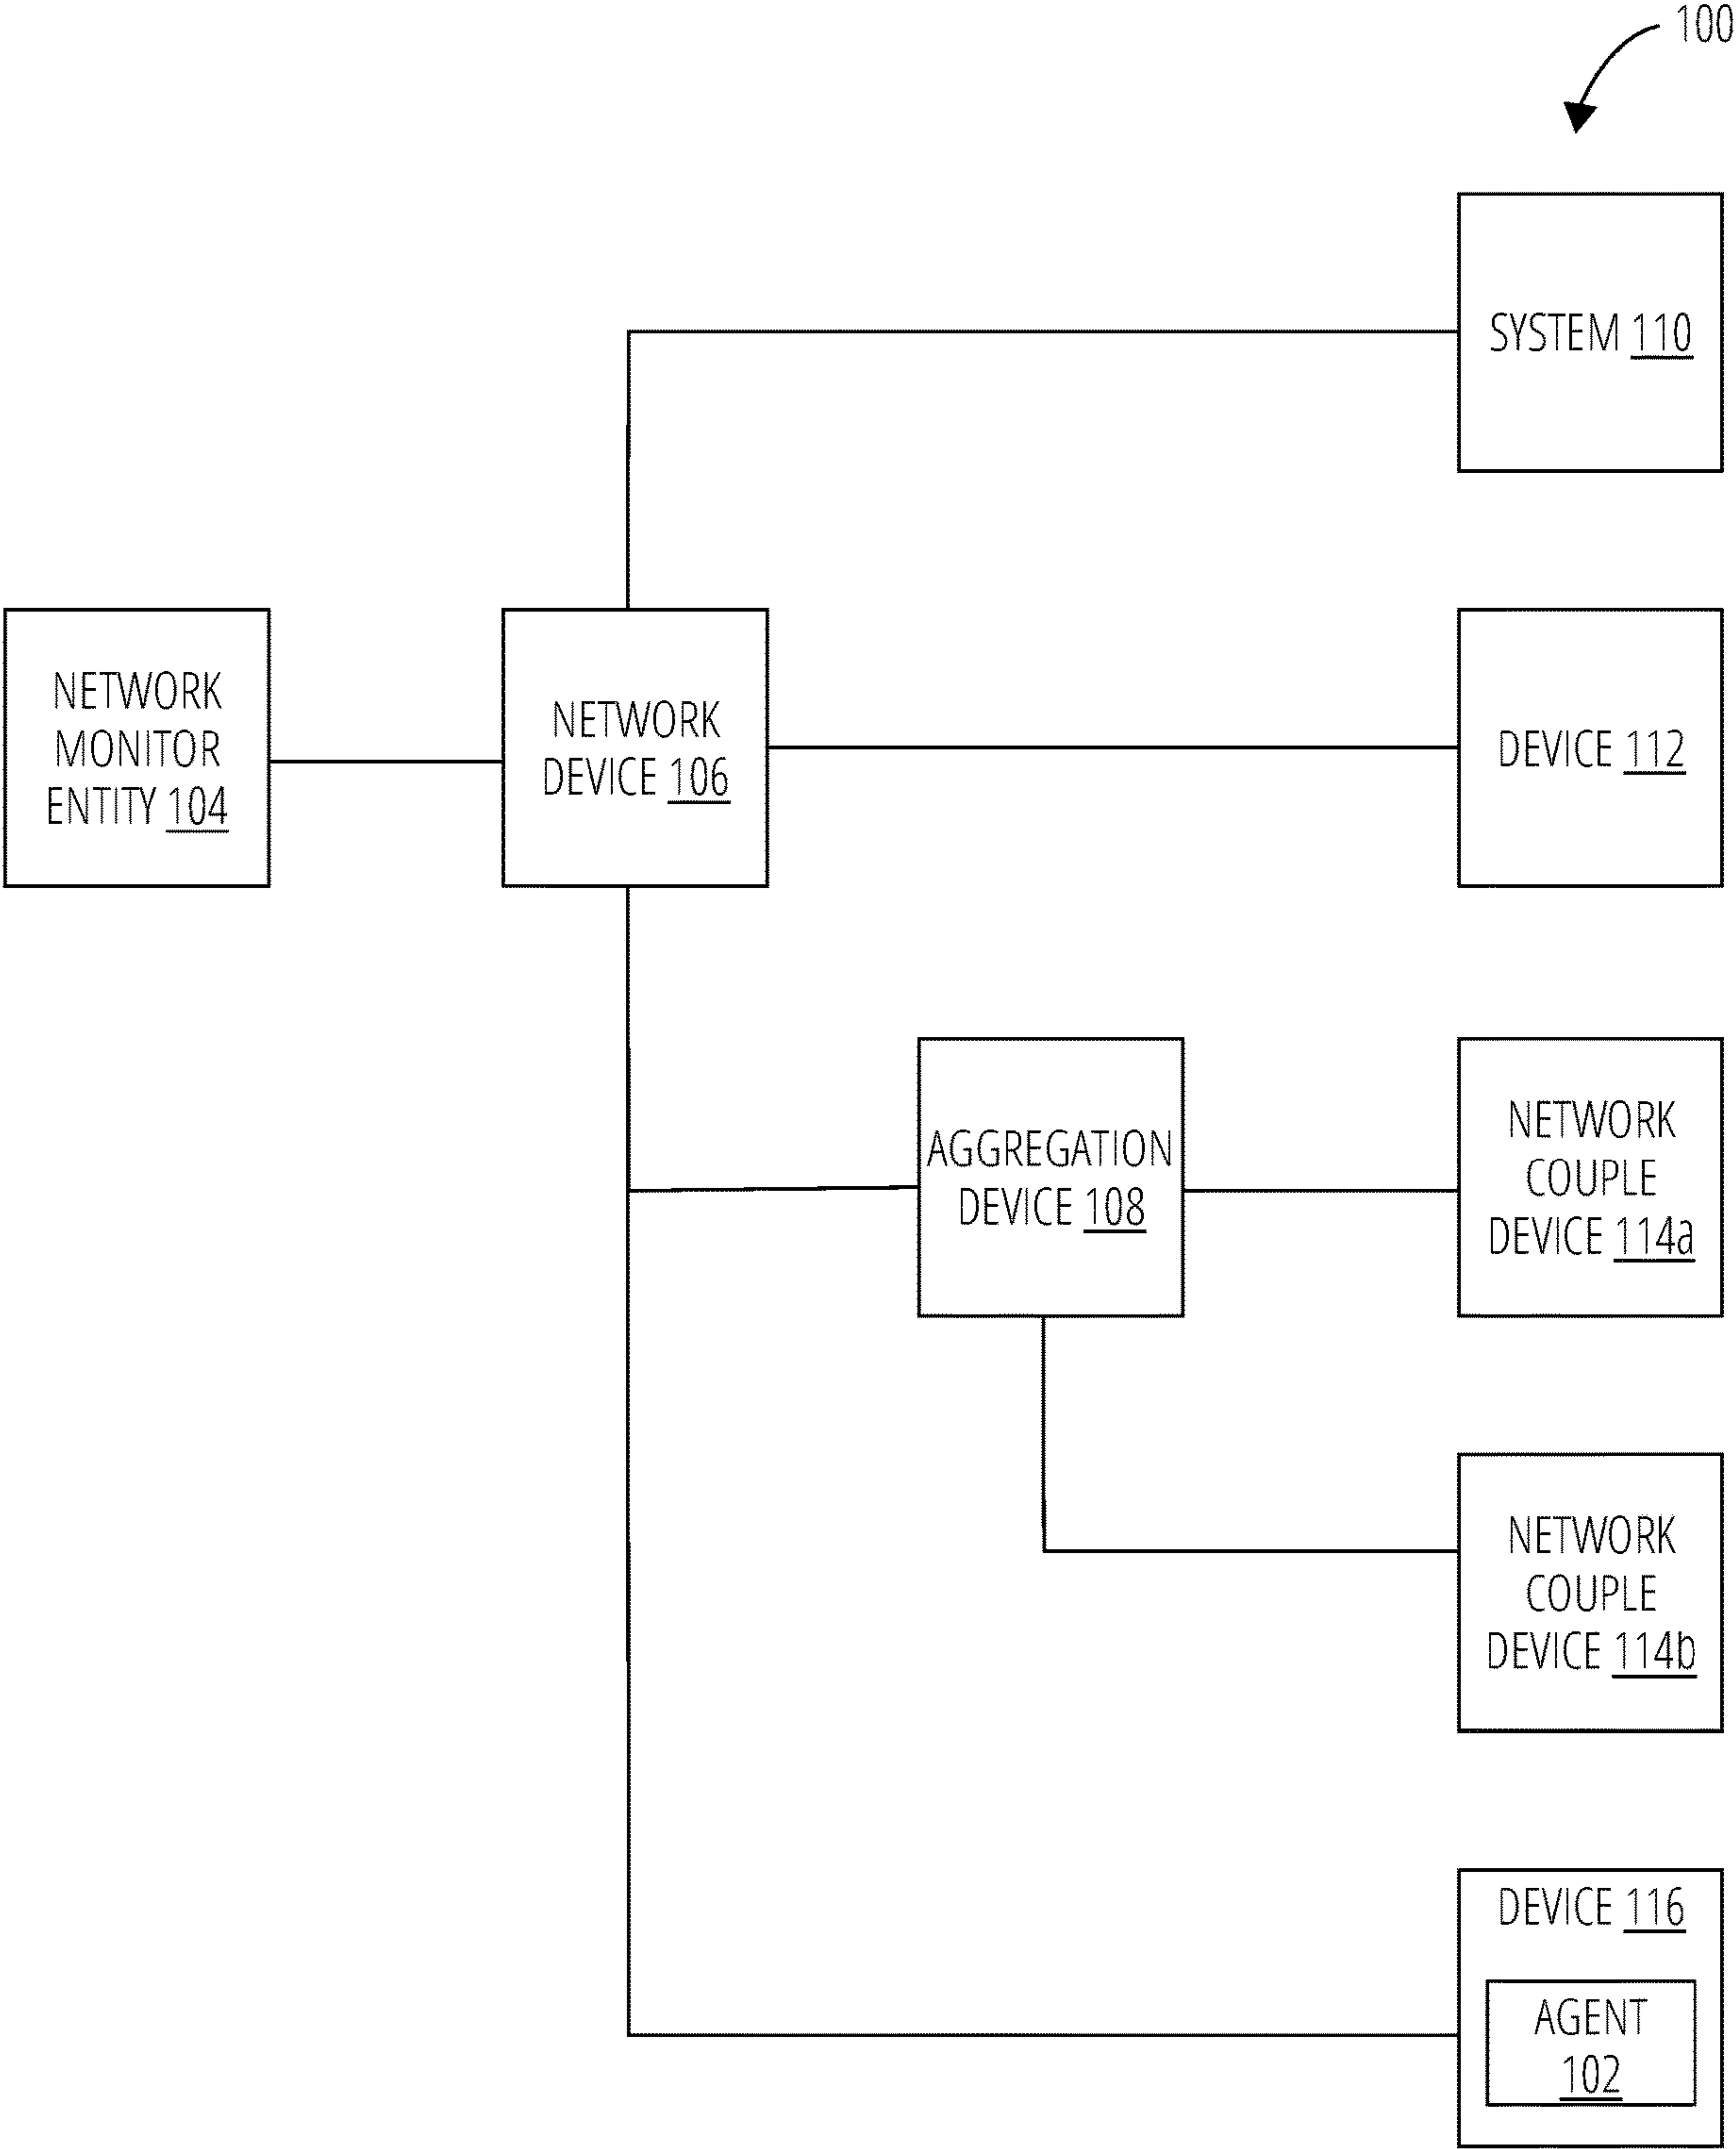 100
SYSTEM 110
NETWORK
MONITOR
ENTITY 104
NETWORK
DEVICE 106
DEVICE 112
AGGREGATION
DEVICE 108
NETWORK
COUPLE
DEVICE 114a
NETWORK
COUPLE
DEVICE 114b
DEVICE 116
AGENT
102